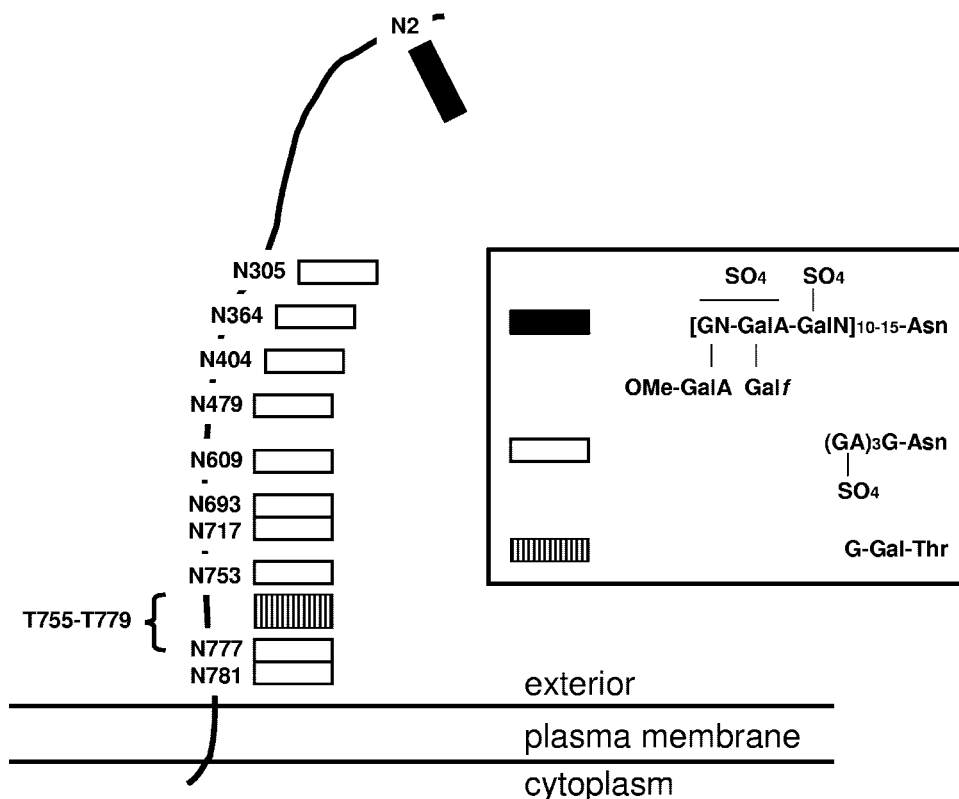 N2
N305
N364
N404
N479
N609
N693
N717
N753
T755-T779
N777
N781
SO4 SO4
[GN-GalA-GalN]10-15-Asn
OMe-GalA Galf
(GA)3G-Asn
SO4
G-Gal-Thr
exterior
plasma membrane
cytoplasm